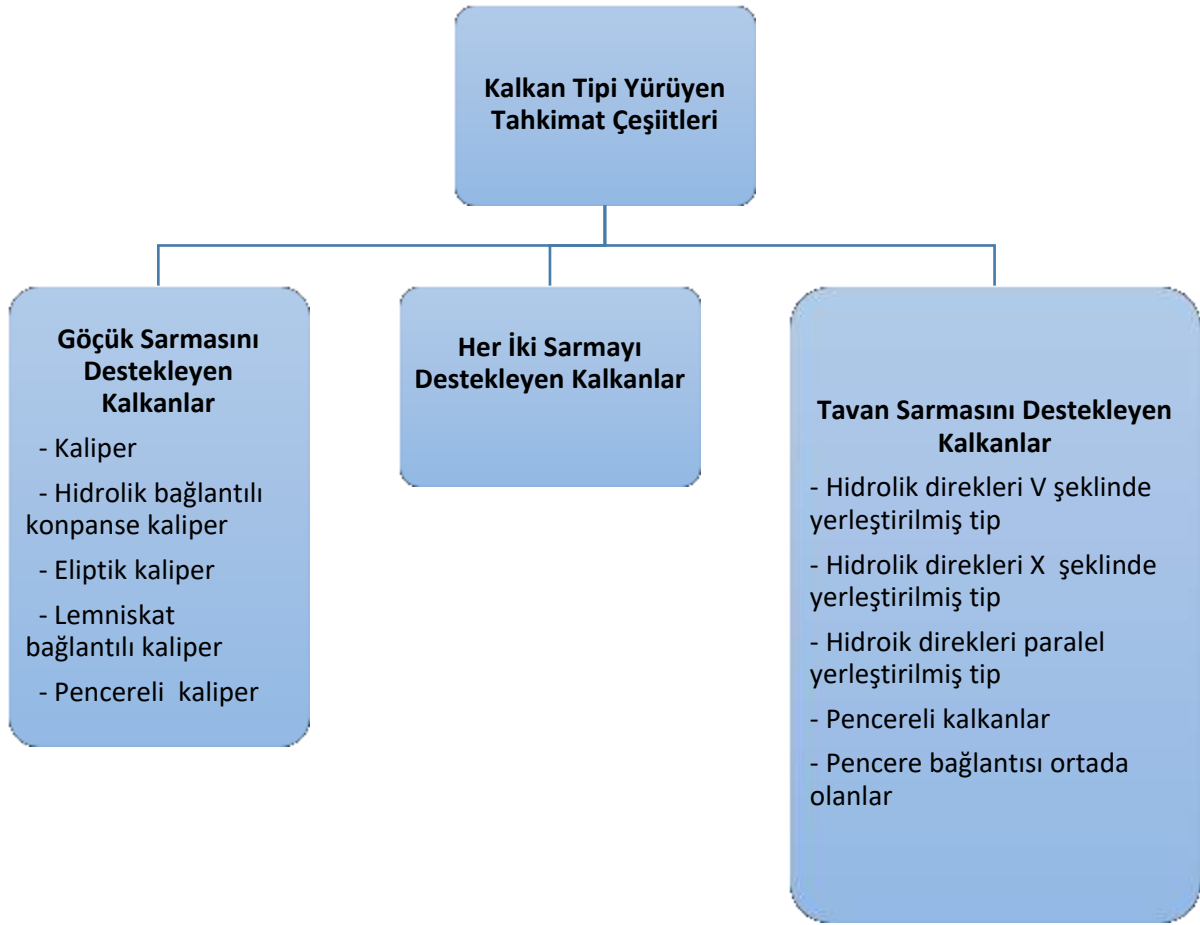 Kalkan Tipi Yürüyen
Tahkimat Çeşiitleri
Göçük Sarmasını
Destekleyen
Kalkanlar
- Kaliper
- Hidrolik bağlantılı
konpanse kaliper
- Eliptik kaliper
- Lemniskat
bağlantılı kaliper
- Pencereli kaliper
Her İki Sarmayı
Destekleyen Kalkanlar
Tavan Sarmasını Destekleyen
Kalkanlar
- Hidrolik direkleri V şeklinde
yerleştirilmiş tip
- Hidrolik direkleri X şeklinde
yerleştirilmiş tip
- Hidroik direkleri paralel
yerleştirilmiş tip
- Pencereli kalkanlar
- Pencere bağlantısı ortada
olanlar